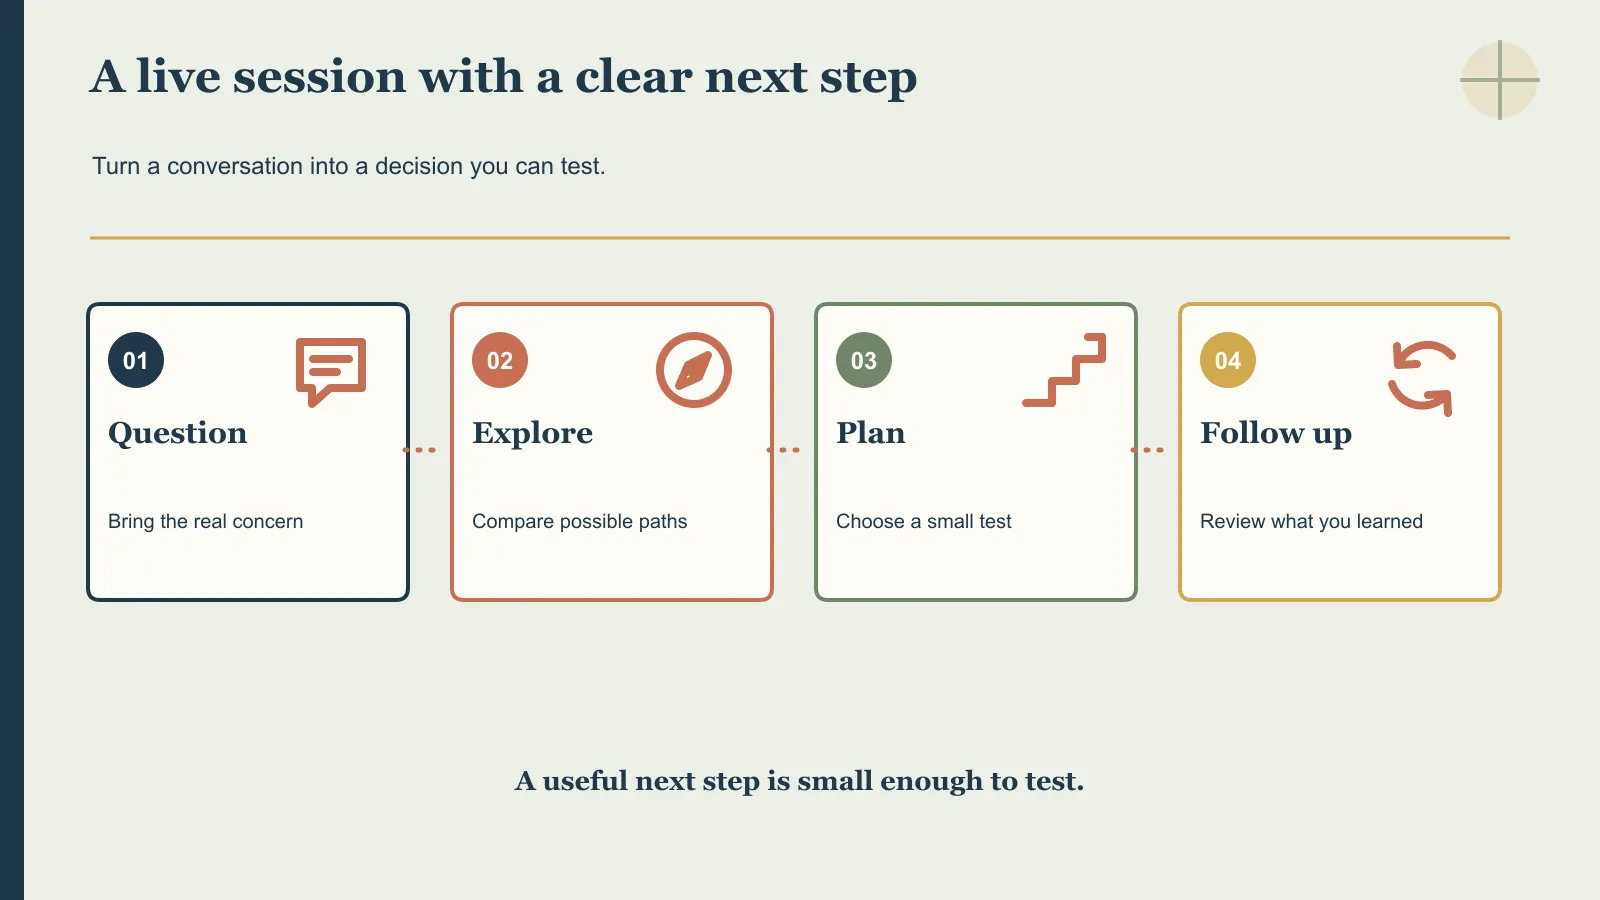 A live session with a clear next step
Turn a conversation into a decision you can test.
01
Question
Bring the real concern
02
Explore
Compare possible paths
03
Plan
Choose a small test
04
Follow up
Review what you learned
A useful next step is small enough to test.